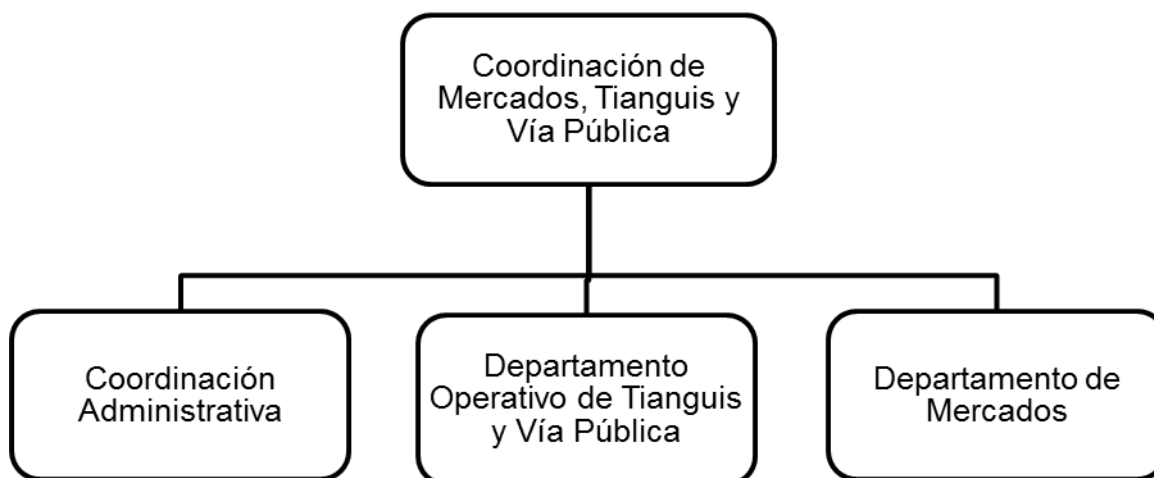 Coordinación de
Mercados, Tianguis y
Vía Pública
Coordinación
Administrativa
Departamento
Operativo de Tianguis
y Vía Pública
Departamento de
Mercados